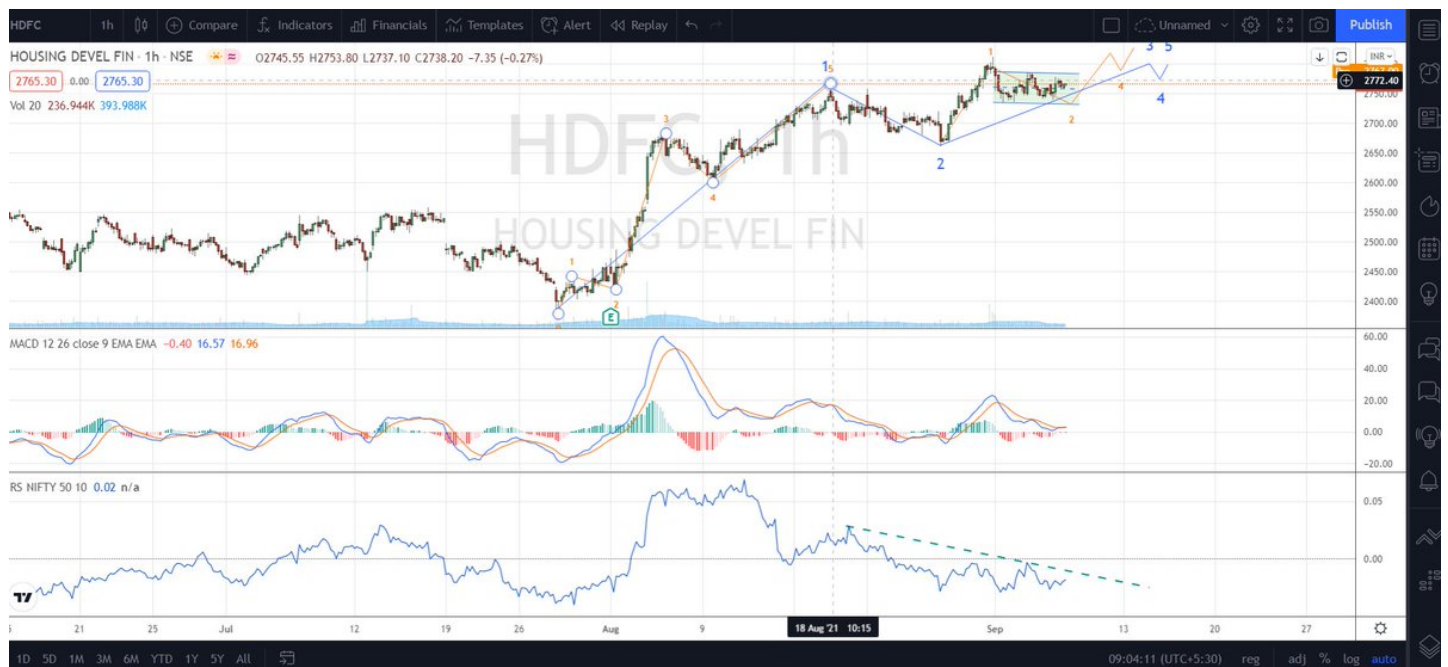 HDFC 1h Compare Indicators Financials Templates Alert Replay Unnamed Publish
HOUSING DEVEL FIN · 1h · NSE O2745.55 H2753.80 L2737.10 C2738.20 −7.35 (−0.27%)
INR
2765.30 0.00 2765.30
2772.40
Vol 20 236.944K 393.988K
2750.00
2700.00
2650.00
2600.00
2550.00
2500.00
2450.00
2400.00
HDFC 1h
HOUSING DEVEL FIN
1
2
3
4
1
5
2
1
2
4
3
5
4
E
MACD 12 26 close 9 EMA EMA −0.40 16.57 16.96
60.00
40.00
20.00
0.00
−20.00
RS NIFTY 50 10 0.02 n/a
0.05
0.00
21 25 Jul 12 19 26 Aug 9 18 Aug '21 10:15 Sep 13 20 27
1D 5D 1M 3M 6M YTD 1Y 5Y All 09:04:11 (UTC+5:30) reg adj % log auto